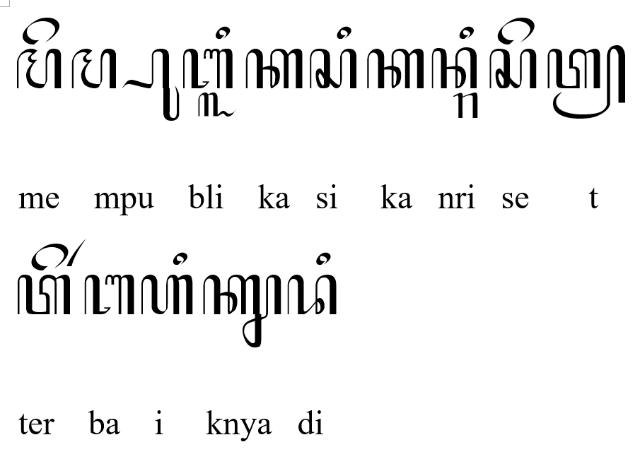 ꦩꦼꦩ꧀ꦥꦸꦧ꧀ꦭꦶꦏꦱꦶꦏꦤ꧀ꦫꦶꦱꦼꦠ꧀
me mpu bli ka si ka nri se t
ꦠꦼꦂꦧꦲꦶꦏ꧀ꦚꦢꦶ
ter ba i knya di